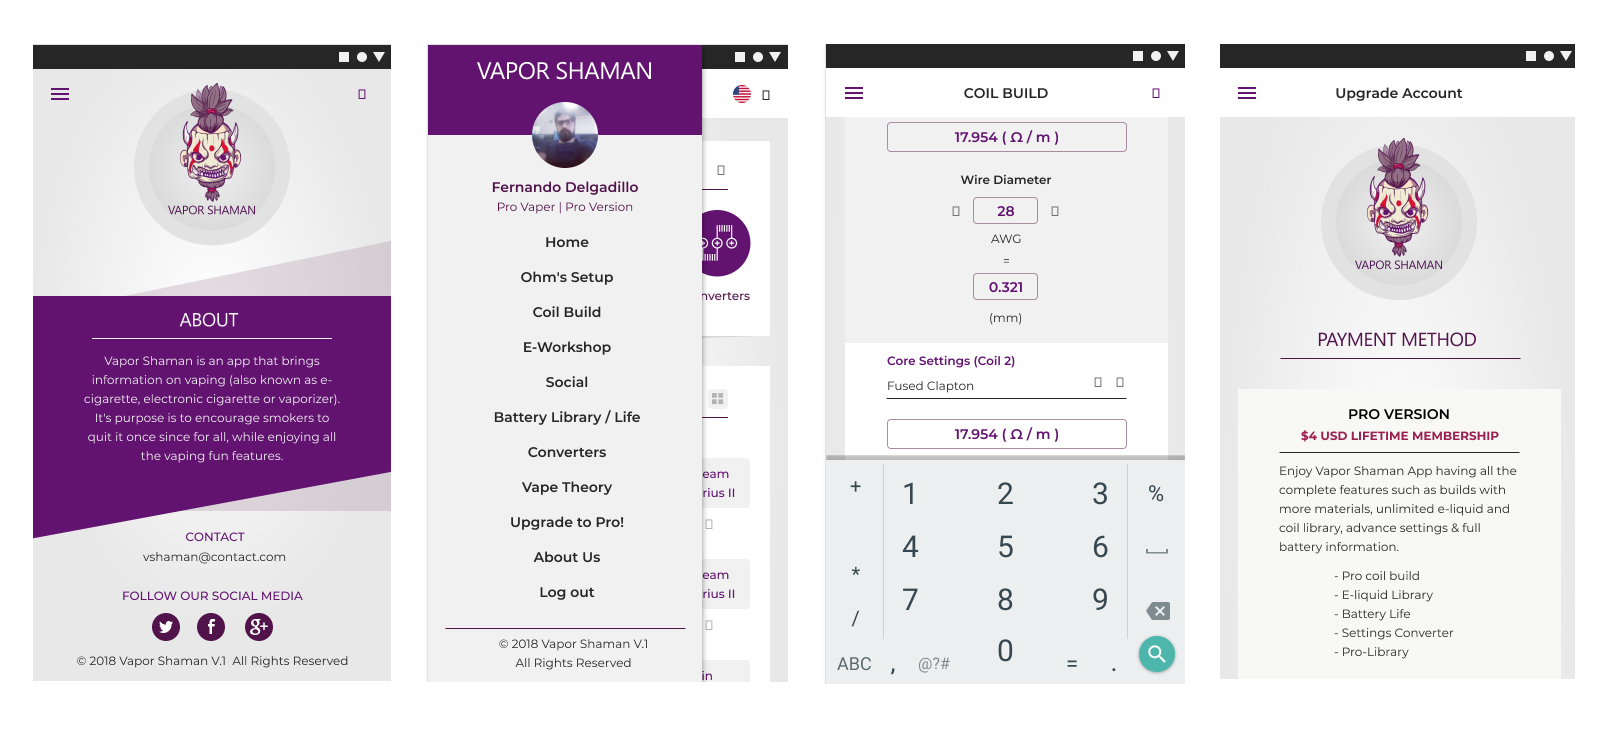 VAPOR SHAMAN
ABOUT
Vapor Shaman is an app that brings
information on vaping (also known as e-
cigarette, electronic cigarette or vaporizer).
It's purpose is to encourage smokers to
quit it once since for all, while enjoying all
the vaping fun features.
CONTACT
vshaman@contact.com
FOLLOW OUR SOCIAL MEDIA
g+
© 2018 Vapor Shaman V.1 All Rights Reserved
VAPOR SHAMAN
Fernando Delgadillo
Pro Vaper | Pro Version
Home
Ohm's Setup
Coil Build
E-Workshop
Social
Battery Library / Life
Converters
Vape Theory
Upgrade to Pro!
About Us
Log out
© 2018 Vapor Shaman V.1
All Rights Reserved
nverters
eam
rius II
eam
rius II
in
COIL BUILD
17.954 ( Ω / m )
Wire Diameter
28
AWG
=
0.321
(mm)
Core Settings (Coil 2)
Fused Clapton
17.954 ( Ω / m )
+ 1 2 3 %
4 5 6
*
7 8 9
/
ABC , @?# 0 = .
Upgrade Account
VAPOR SHAMAN
PAYMENT METHOD
PRO VERSION
$4 USD LIFETIME MEMBERSHIP
Enjoy Vapor Shaman App having all the
complete features such as builds with
more materials, unlimited e-liquid and
coil library, advance settings & full
battery information.
- Pro coil build
- E-liquid Library
- Battery Life
- Settings Converter
- Pro-Library